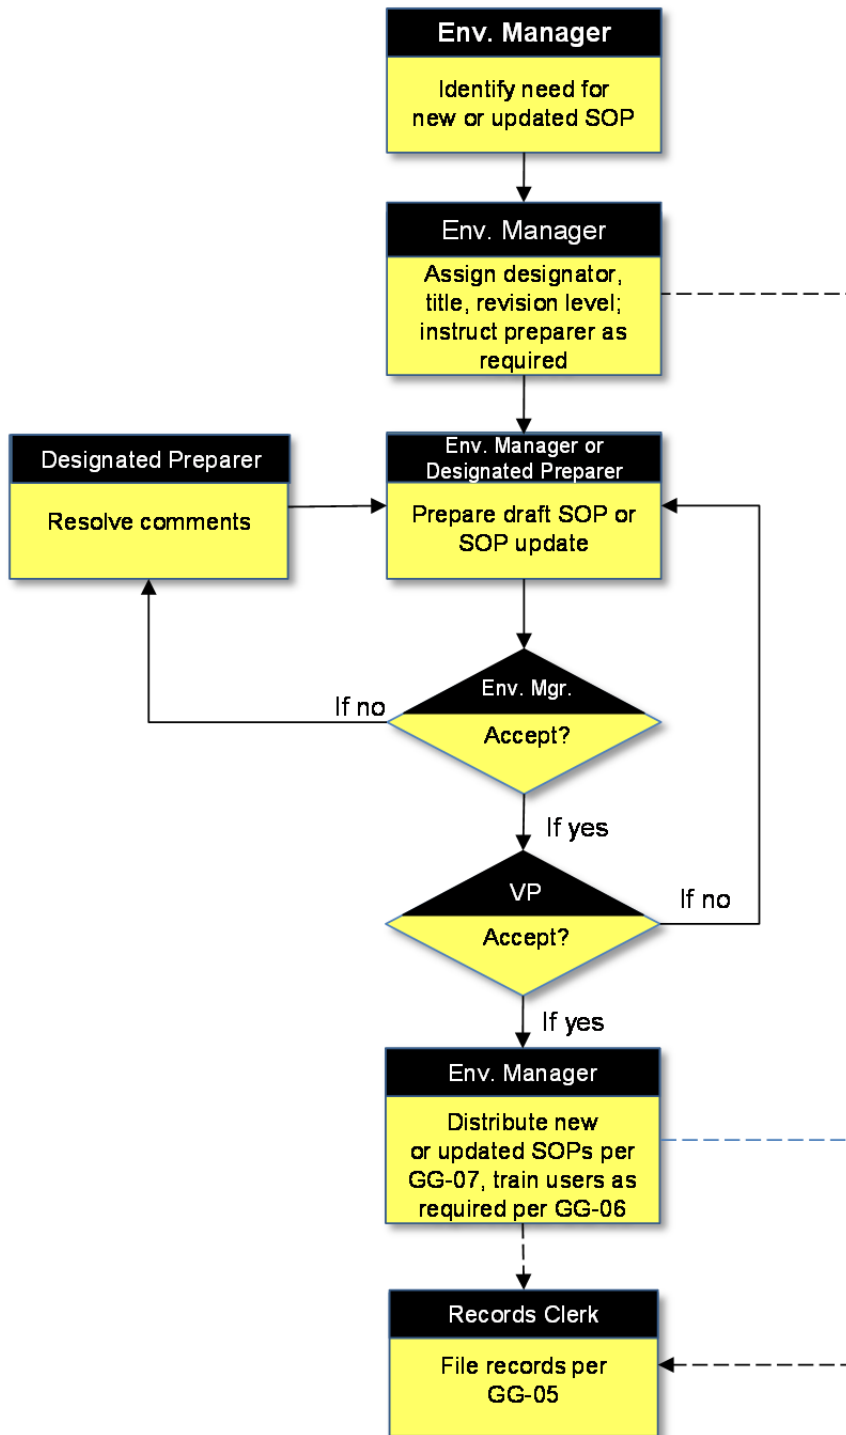 Env. Manager
Identify need for
new or updated SOP
Env. Manager
Assign designator,
title, revision level;
instruct preparer as
required
Designated Preparer
Resolve comments
Env. Manager or
Designated Preparer
Prepare draft SOP or
SOP update
Env. Mgr.
If no
Accept?
If yes
VP
If no
Accept?
If yes
Env. Manager
Distribute new
or updated SOPs per
GG-07, train users as
required per GG-06
Records Clerk
File records per
GG-05